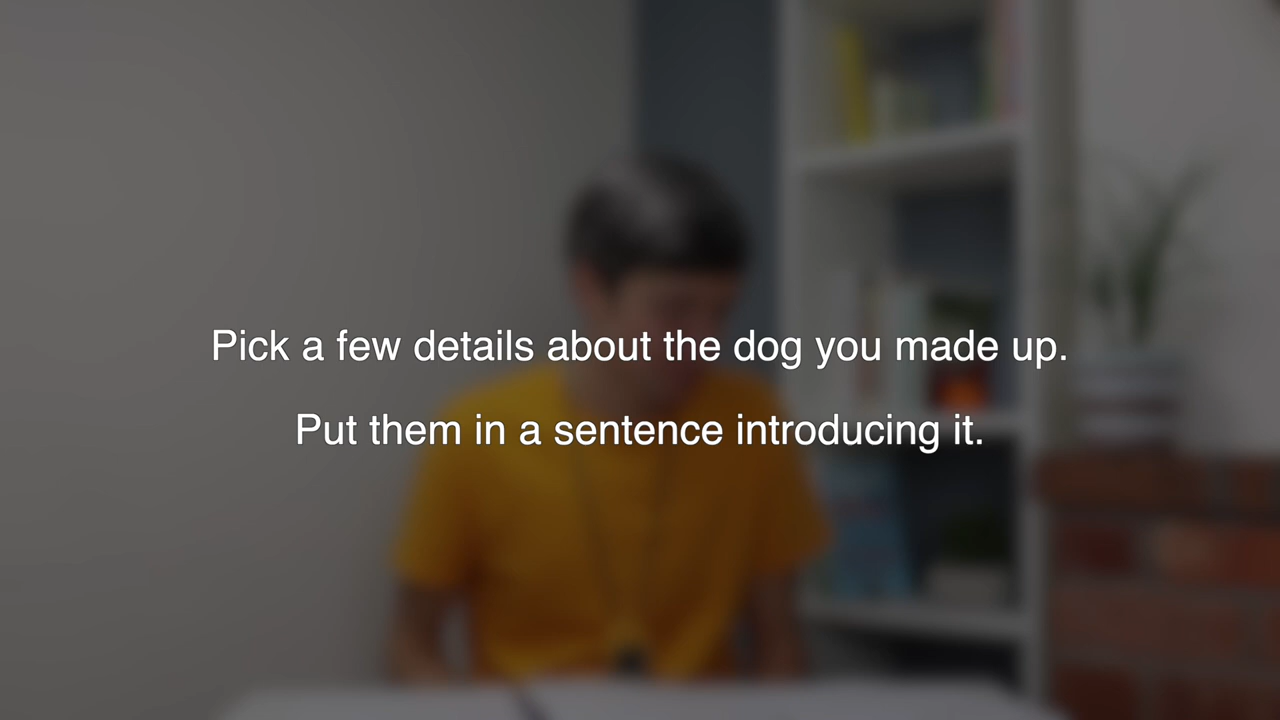 Pick a few details about the dog you made up.
Put them in a sentence introducing it.